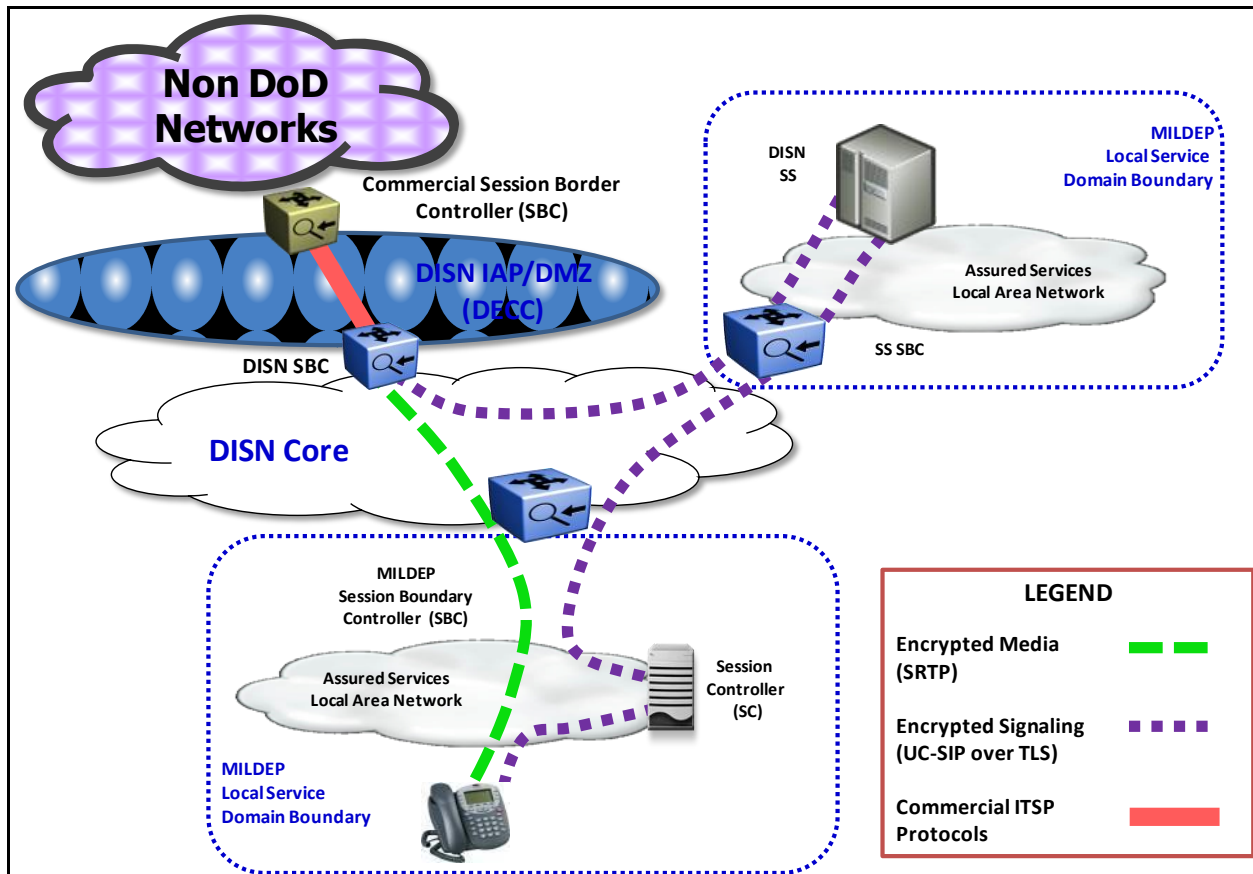 Non DoD
Networks
Commercial Session Border
Controller (SBC)
DISN IAP/DMZ
(DECC)
DISN SBC
DISN
SS
MILDEP
Local Service
Domain Boundary
Assured Services
Local Area Network
SS SBC
DISN Core
MILDEP
Session Boundary
Controller (SBC)
Assured Services
Local Area Network
Session
Controller
(SC)
MILDEP
Local Service
Domain Boundary
LEGEND
Encrypted Media
(SRTP)
Encrypted Signaling
(UC-SIP over TLS)
Commercial ITSP
Protocols